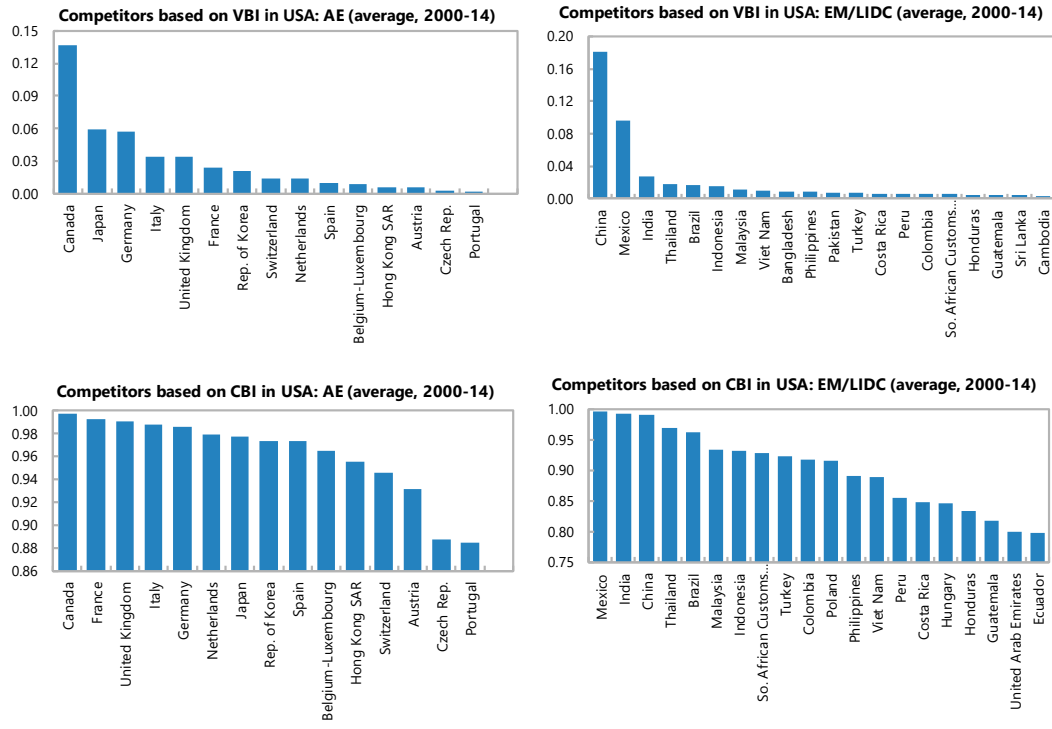 Competitors based on VBI in USA: AE (average, 2000-14)
0.15
0.12
0.09
0.06
0.03
0.00
Canada
Japan
Germany
Italy
United Kingdom
France
Rep. of Korea
Switzerland
Netherlands
Spain
Belgium-Luxembourg
Hong Kong SAR
Austria
Czech Rep.
Portugal
Competitors based on VBI in USA: EM/LIDC (average, 2000-14)
0.20
0.16
0.12
0.08
0.04
0.00
China
Mexico
India
Thailand
Brazil
Indonesia
Malaysia
Viet Nam
Bangladesh
Philippines
Pakistan
Turkey
Costa Rica
Peru
Colombia
So. African Customs...
Honduras
Guatemala
Sri Lanka
Cambodia
Competitors based on CBI in USA: AE (average, 2000-14)
1.00
0.98
0.96
0.94
0.92
0.90
0.88
0.86
Canada
France
United Kingdom
Italy
Germany
Netherlands
Japan
Rep. of Korea
Spain
Belgium-Luxembourg
Hong Kong SAR
Switzerland
Austria
Czech Rep.
Portugal
Competitors based on CBI in USA: EM/LIDC (average, 2000-14)
1.00
0.95
0.90
0.85
0.80
0.75
Mexico
India
China
Thailand
Brazil
Malaysia
Indonesia
So. African Customs...
Turkey
Colombia
Poland
Philippines
Viet Nam
Peru
Costa Rica
Hungary
Honduras
Guatemala
United Arab Emirates
Ecuador